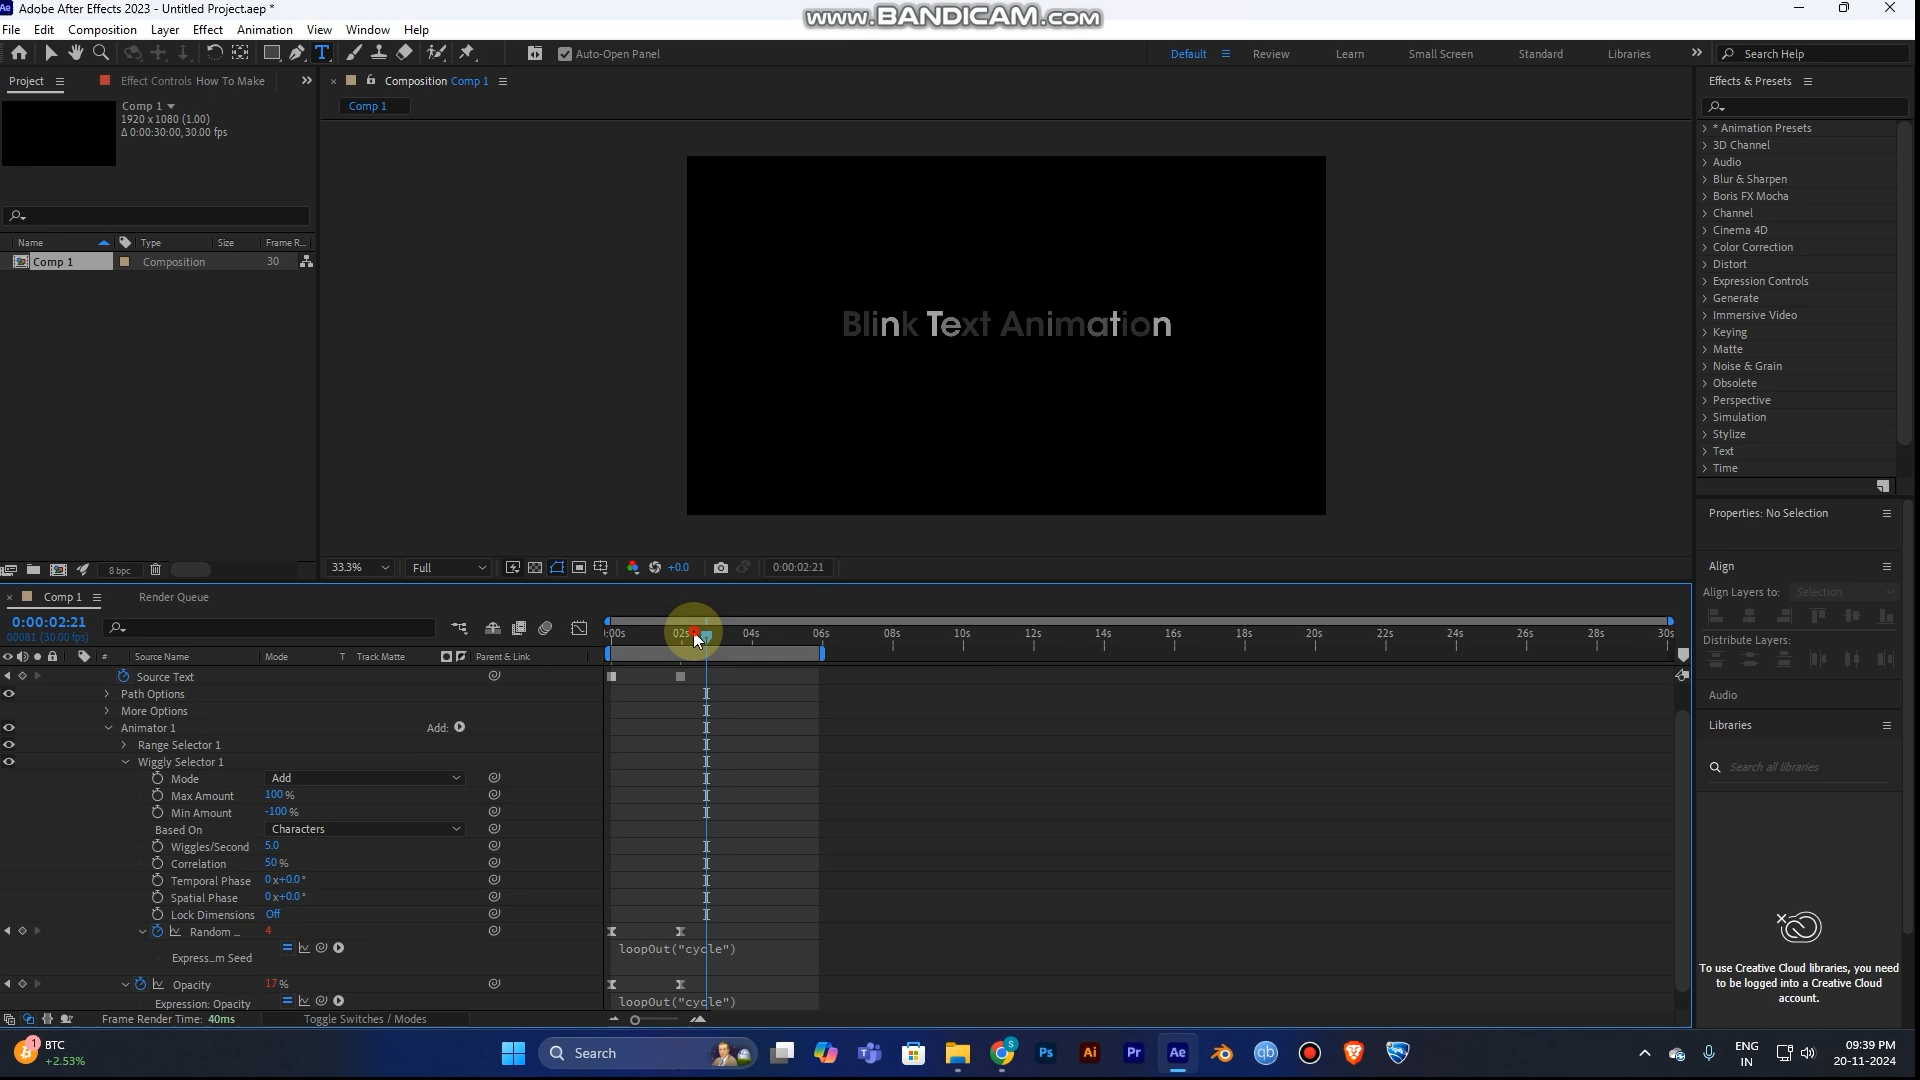 Adobe After Effects 2023 - Untitled Project.aep *
www.BANDICAM.com
File Edit Composition Layer Effect Animation View Window Help
Auto-Open Panel
Default Review Learn Small Screen Standard Libraries
Search Help
Project
Effect Controls How To Make
Composition Comp 1
Effects & Presets
Comp 1
1920 x 1080 (1.00)
Δ 0:00:30:00, 30.00 fps
Comp 1
* Animation Presets
3D Channel
Audio
Blur & Sharpen
Boris FX Mocha
Channel
Cinema 4D
Color Correction
Distort
Expression Controls
Generate
Immersive Video
Keying
Matte
Noise & Grain
Obsolete
Perspective
Simulation
Stylize
Text
Time
Name Type Size Frame R...
Comp 1 Composition 30
Blink Text Animation
Properties: No Selection
Align
Align Layers to: Selection
Distribute Layers:
Audio
Libraries
Search all libraries
To use Creative Cloud libraries, you need
to be logged into a Creative Cloud
account.
8 bpc
33.3% Full +0.0 0:00:02:21
Comp 1 Render Queue
0:00:02:21
00081 (30.00 fps)
:00s 02s 04s 06s 08s 10s 12s 14s 16s 18s 20s 22s 24s 26s 28s 30s
# Source Name Mode T Track Matte Parent & Link
Source Text
Path Options
More Options
Animator 1 Add:
Range Selector 1
Wiggly Selector 1
Mode Add
Max Amount 100 %
Min Amount -100 %
Based On Characters
Wiggles/Second 5.0
Correlation 50 %
Temporal Phase 0x+0.0°
Spatial Phase 0x+0.0°
Lock Dimensions Off
Random ... 4
Express...m Seed loopOut("cycle")
Opacity 17 %
Expression: Opacity loopOut("cycle")
Frame Render Time: 40ms Toggle Switches / Modes
BTC
+2.53%
Search
ENG
IN
09:39 PM
20-11-2024